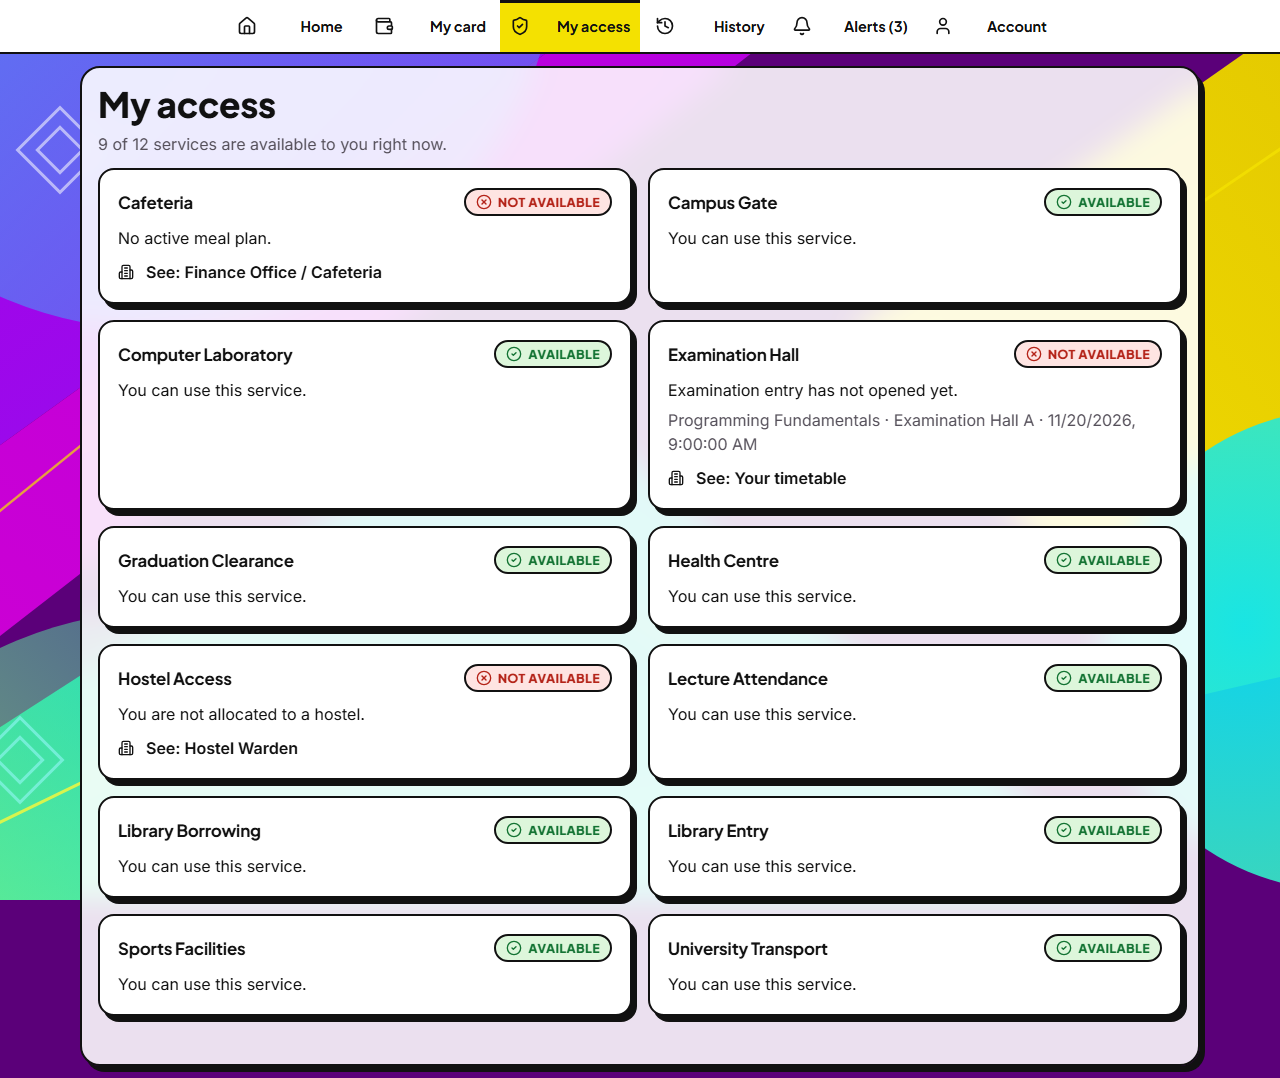 Home
My card
My access
History
Alerts (3)
Account
My access
9 of 12 services are available to you right now.
Cafeteria
NOT AVAILABLE
No active meal plan.
See: Finance Office / Cafeteria
Campus Gate
AVAILABLE
You can use this service.
Computer Laboratory
AVAILABLE
You can use this service.
Examination Hall
NOT AVAILABLE
Examination entry has not opened yet.
Programming Fundamentals · Examination Hall A · 11/20/2026,
9:00:00 AM
See: Your timetable
Graduation Clearance
AVAILABLE
You can use this service.
Health Centre
AVAILABLE
You can use this service.
Hostel Access
NOT AVAILABLE
You are not allocated to a hostel.
See: Hostel Warden
Lecture Attendance
AVAILABLE
You can use this service.
Library Borrowing
AVAILABLE
You can use this service.
Library Entry
AVAILABLE
You can use this service.
Sports Facilities
AVAILABLE
You can use this service.
University Transport
AVAILABLE
You can use this service.